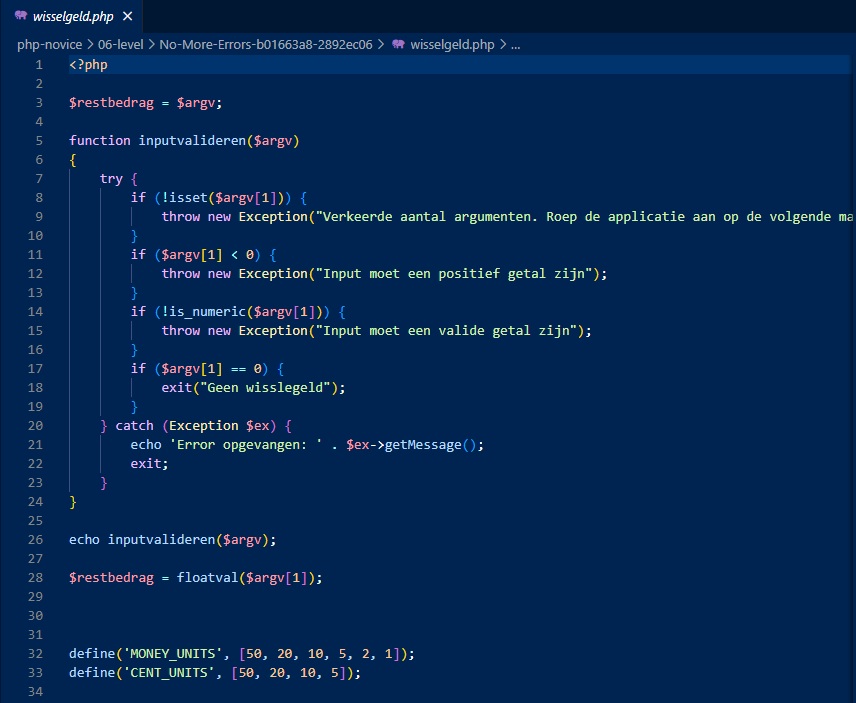 wisselgeld.php ✕
php-novice > 06-level > No-More-Errors-b01663a8-2892ec06 > wisselgeld.php > ...
1 <?php
2
3 $restbedrag = $argv;
4
5 function inputvalideren($argv)
6 {
7 try {
8 if (!isset($argv[1])) {
9 throw new Exception("Verkeerde aantal argumenten. Roep de applicatie aan op de volgende ma
10 }
11 if ($argv[1] < 0) {
12 throw new Exception("Input moet een positief getal zijn");
13 }
14 if (!is_numeric($argv[1])) {
15 throw new Exception("Input moet een valide getal zijn");
16 }
17 if ($argv[1] == 0) {
18 exit("Geen wisslegeld");
19 }
20 } catch (Exception $ex) {
21 echo 'Error opgevangen: ' . $ex->getMessage();
22 exit;
23 }
24 }
25
26 echo inputvalideren($argv);
27
28 $restbedrag = floatval($argv[1]);
29
30
31
32 define('MONEY_UNITS', [50, 20, 10, 5, 2, 1]);
33 define('CENT_UNITS', [50, 20, 10, 5]);
34